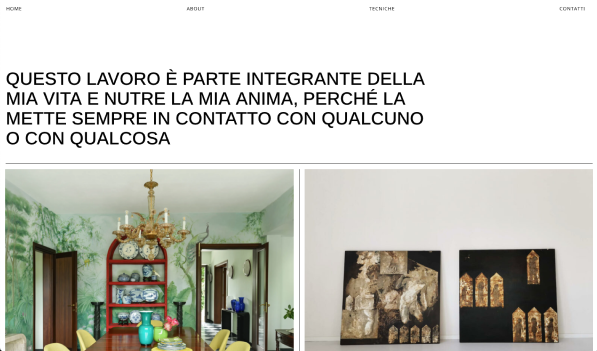 HOME
ABOUT
TECNICHE
CONTATTI
QUESTO LAVORO È PARTE INTEGRANTE DELLA
MIA VITA E NUTRE LA MIA ANIMA, PERCHÉ LA
METTE SEMPRE IN CONTATTO CON QUALCUNO
O CON QUALCOSA